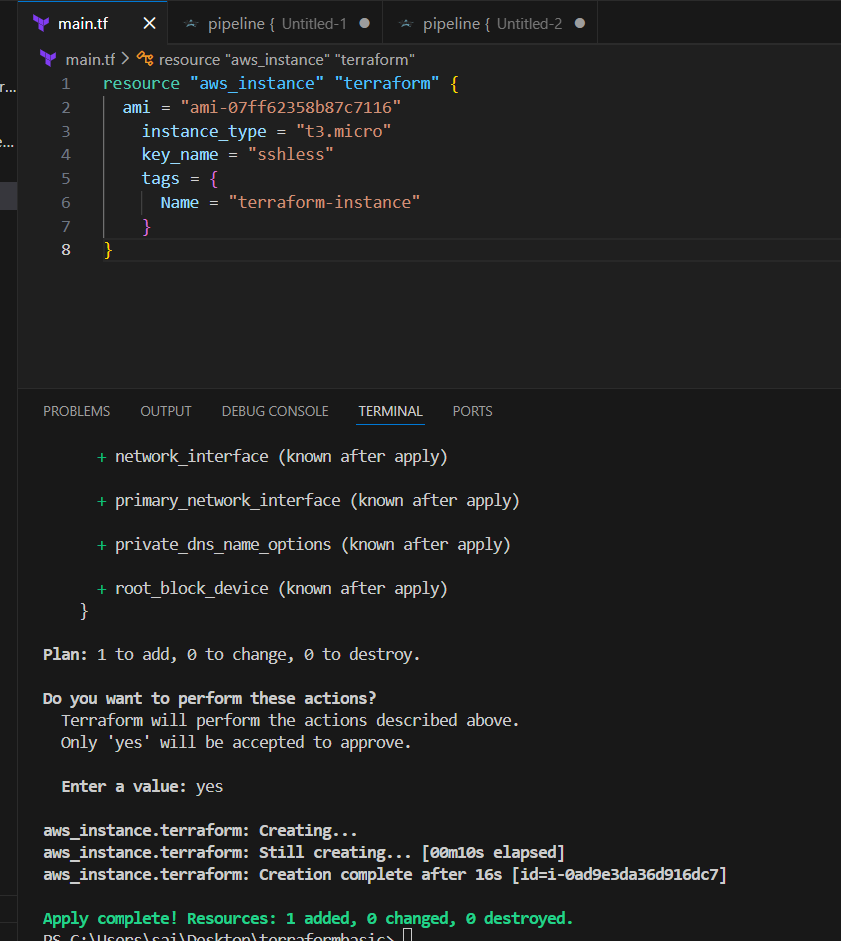 main.tf
pipeline { Untitled-1
pipeline { Untitled-2
main.tf > resource "aws_instance" "terraform"
r...
e...
1 resource "aws_instance" "terraform" {
2 ami = "ami-07ff62358b87c7116"
3 instance_type = "t3.micro"
4 key_name = "sshless"
5 tags = {
6 Name = "terraform-instance"
7 }
8 }
PROBLEMS OUTPUT DEBUG CONSOLE TERMINAL PORTS
+ network_interface (known after apply)
+ primary_network_interface (known after apply)
+ private_dns_name_options (known after apply)
+ root_block_device (known after apply)
}
Plan: 1 to add, 0 to change, 0 to destroy.
Do you want to perform these actions?
Terraform will perform the actions described above.
Only 'yes' will be accepted to approve.
Enter a value: yes
aws_instance.terraform: Creating...
aws_instance.terraform: Still creating... [00m10s elapsed]
aws_instance.terraform: Creation complete after 16s [id=i-0ad9e3da36d916dc7]
Apply complete! Resources: 1 added, 0 changed, 0 destroyed.
PS C:\Users\sai\Desktop\terraformbasic>